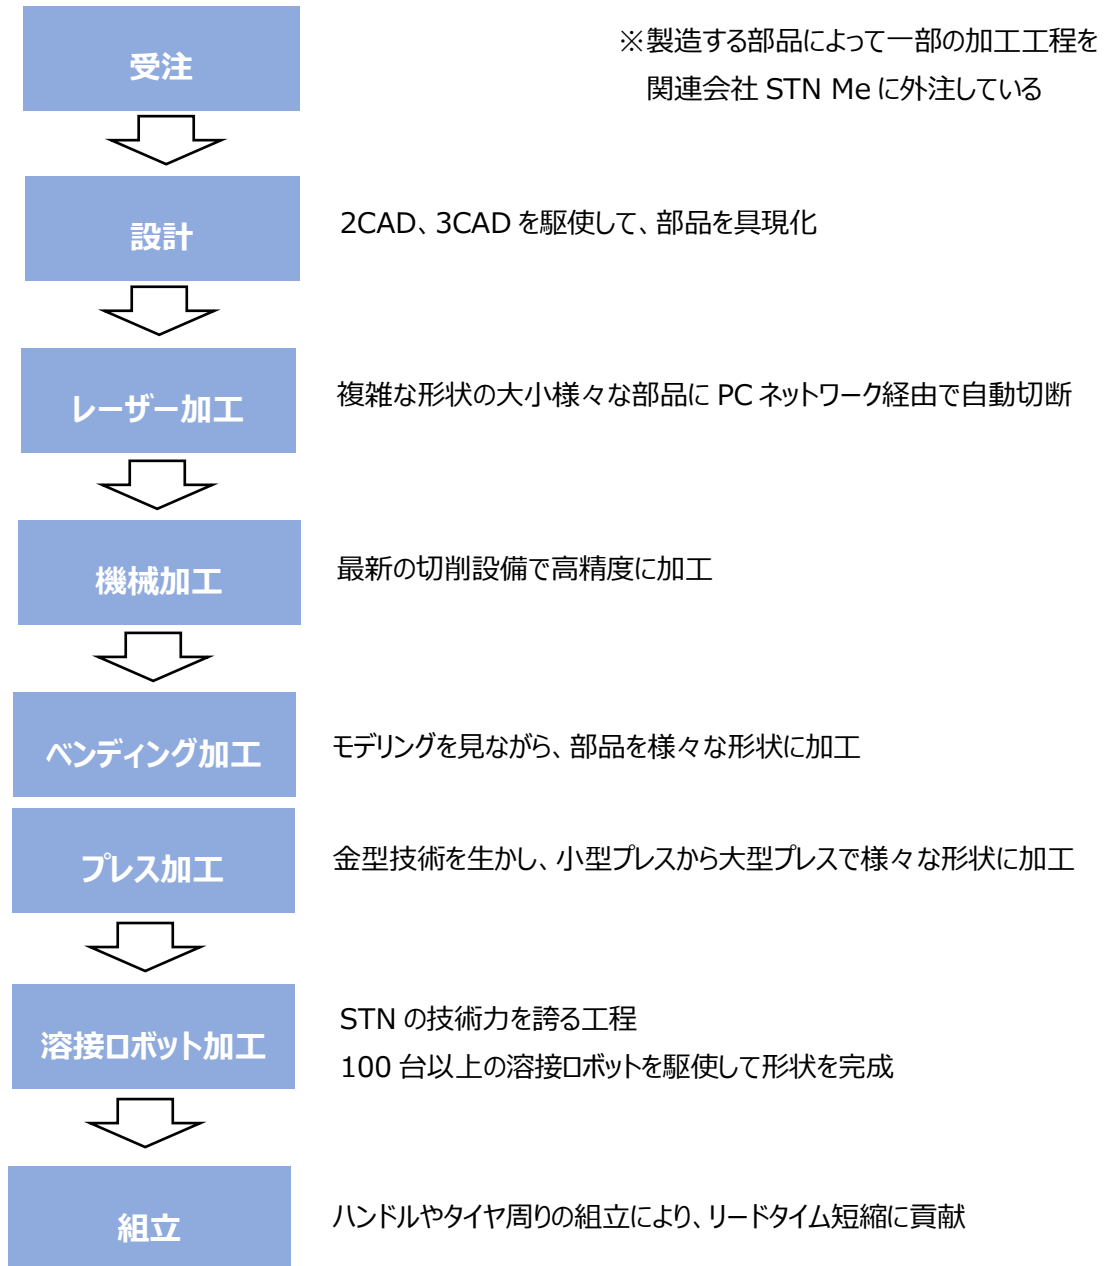 受注
※製造する部品によって一部の加工工程を
関連会社 STN Me に外注している
設計
2CAD、3CAD を駆使して、部品を具現化
レーザー加工
複雑な形状の大小様々な部品に PC ネットワーク経由で自動切断
機械加工
最新の切削設備で高精度に加工
ベンディング加工
モデリングを見ながら、部品を様々な形状に加工
プレス加工
金型技術を生かし、小型プレスから大型プレスで様々な形状に加工
溶接ロボット加工
STN の技術力を誇る工程
100 台以上の溶接ロボットを駆使して形状を完成
組立
ハンドルやタイヤ周りの組立により、リードタイム短縮に貢献